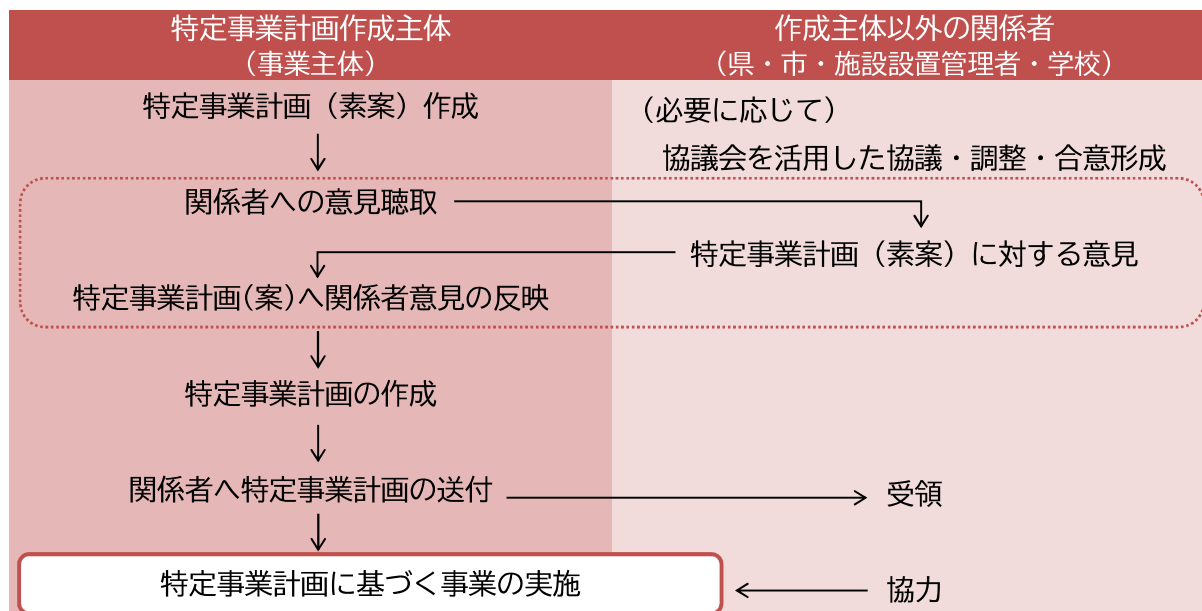 特定事業計画作成主体
（事業主体）
作成主体以外の関係者
（県・市・施設設置管理者・学校）
特定事業計画（素案）作成
（必要に応じて）
協議会を活用した協議・調整・合意形成
関係者への意見聴取
特定事業計画（素案）に対する意見
特定事業計画（案）へ関係者意見の反映
特定事業計画の作成
関係者へ特定事業計画の送付
受領
特定事業計画に基づく事業の実施
協力